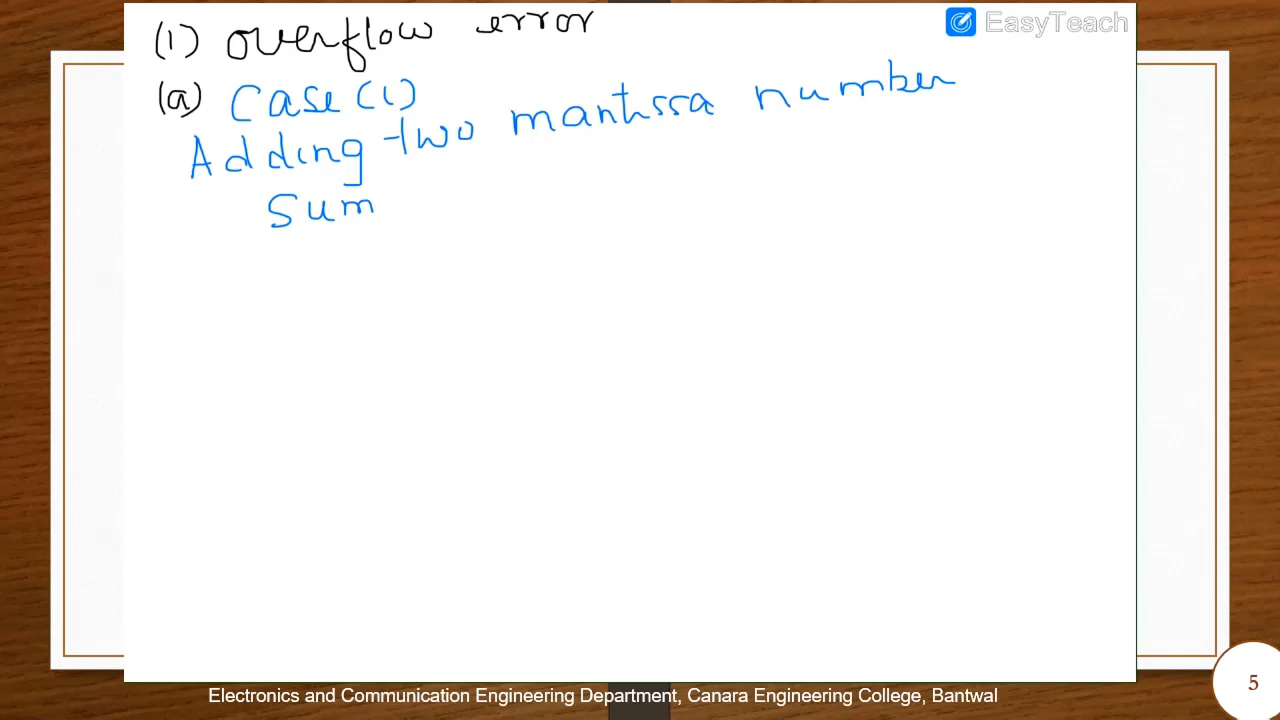 (1) overflow error
EasyTeach
(a) Case (1)
Adding two mantissa number
Sum
5
Electronics and Communication Engineering Department, Canara Engineering College, Bantwal